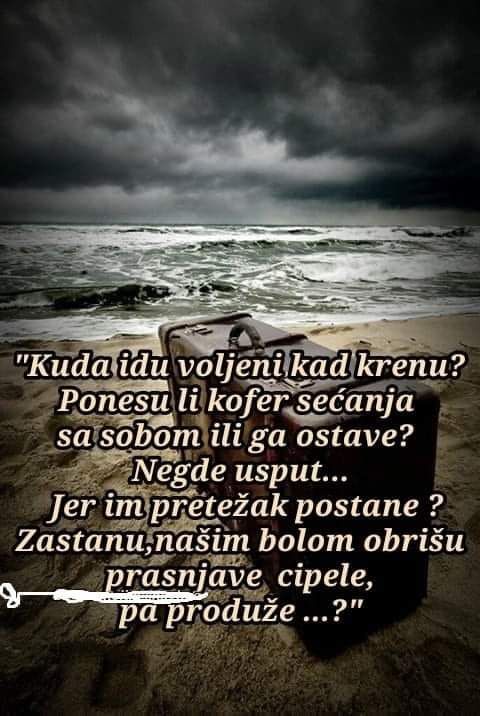 "Kuda idu voljeni kad krenu?
Ponesu li kofer sećanja
sa sobom ili ga ostave?
Negde usput...
Jer im pretežak postane ?
Zastanu,našim bolom obrišu
prasnjave cipele,
pa produže ...?"